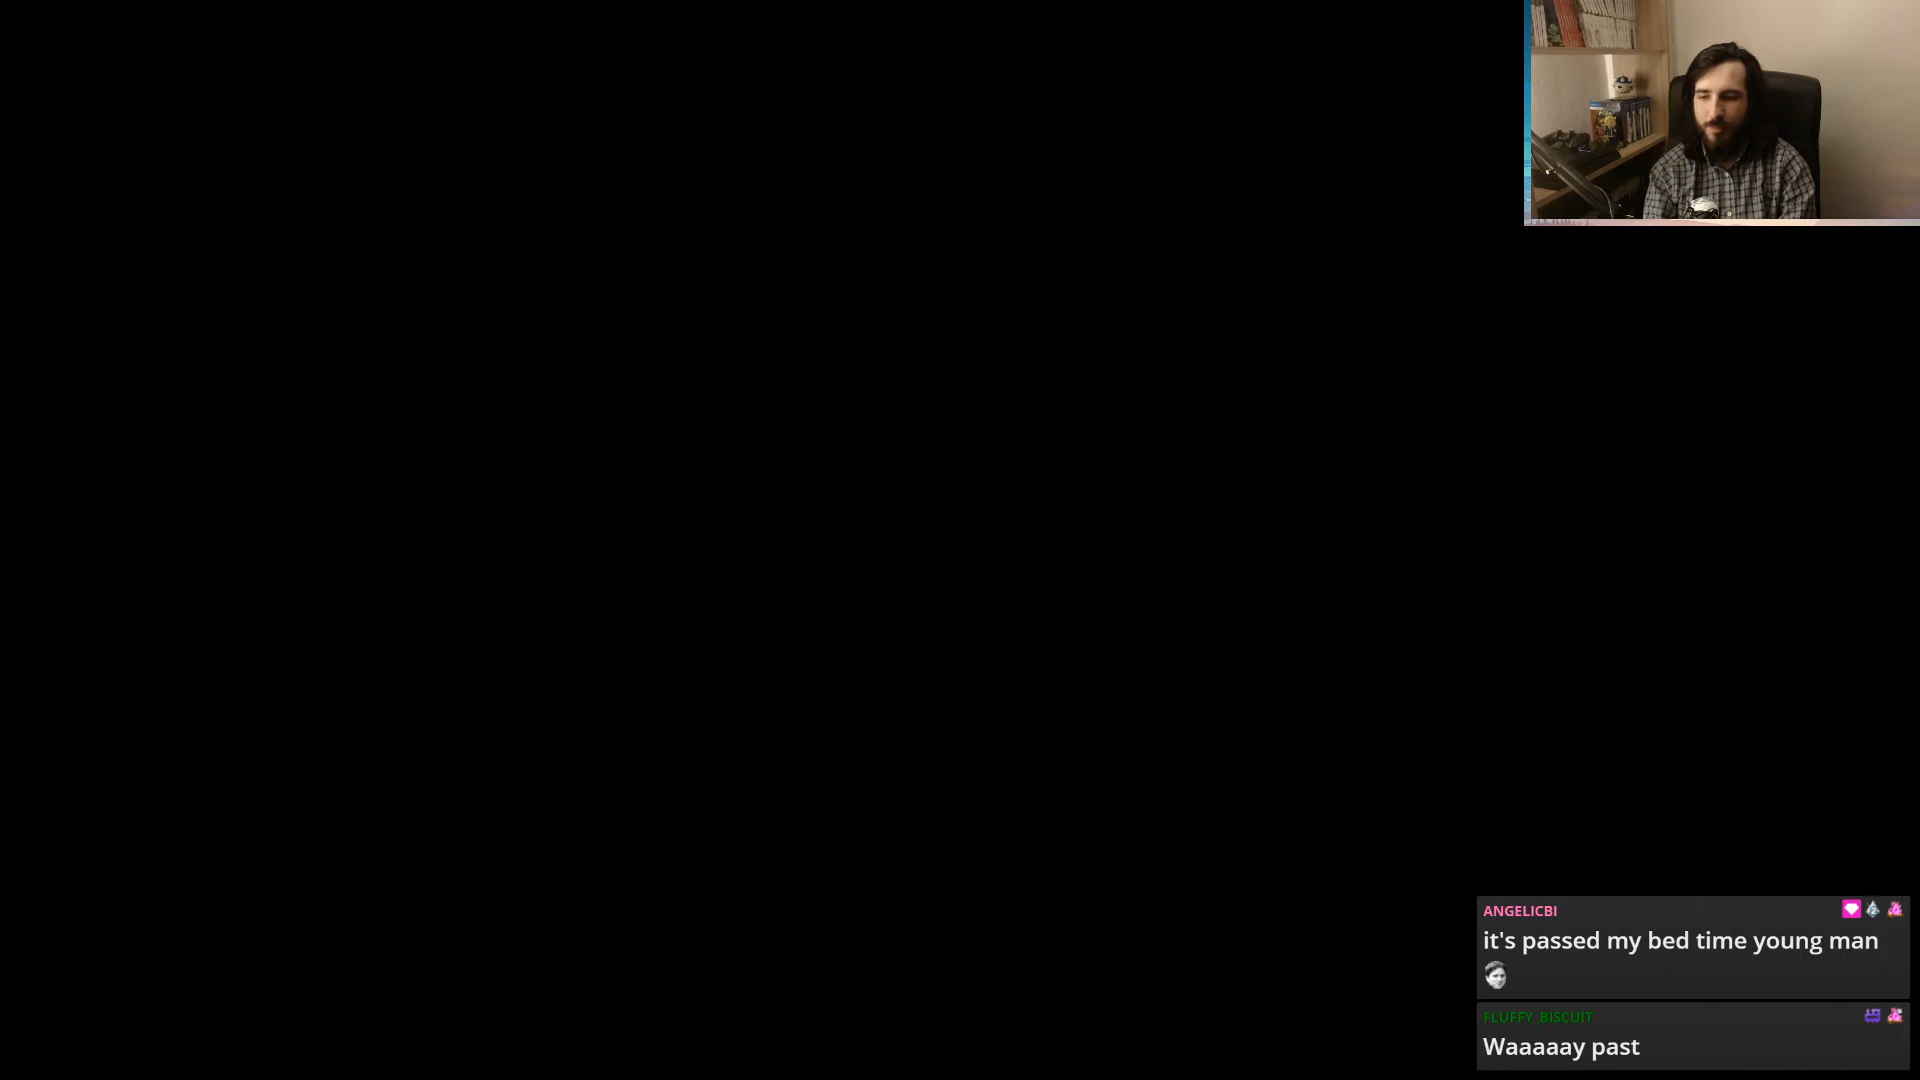 ANGELICBI
it's passed my bed time young man
FLUFFY_BISCUIT
Waaaaay past